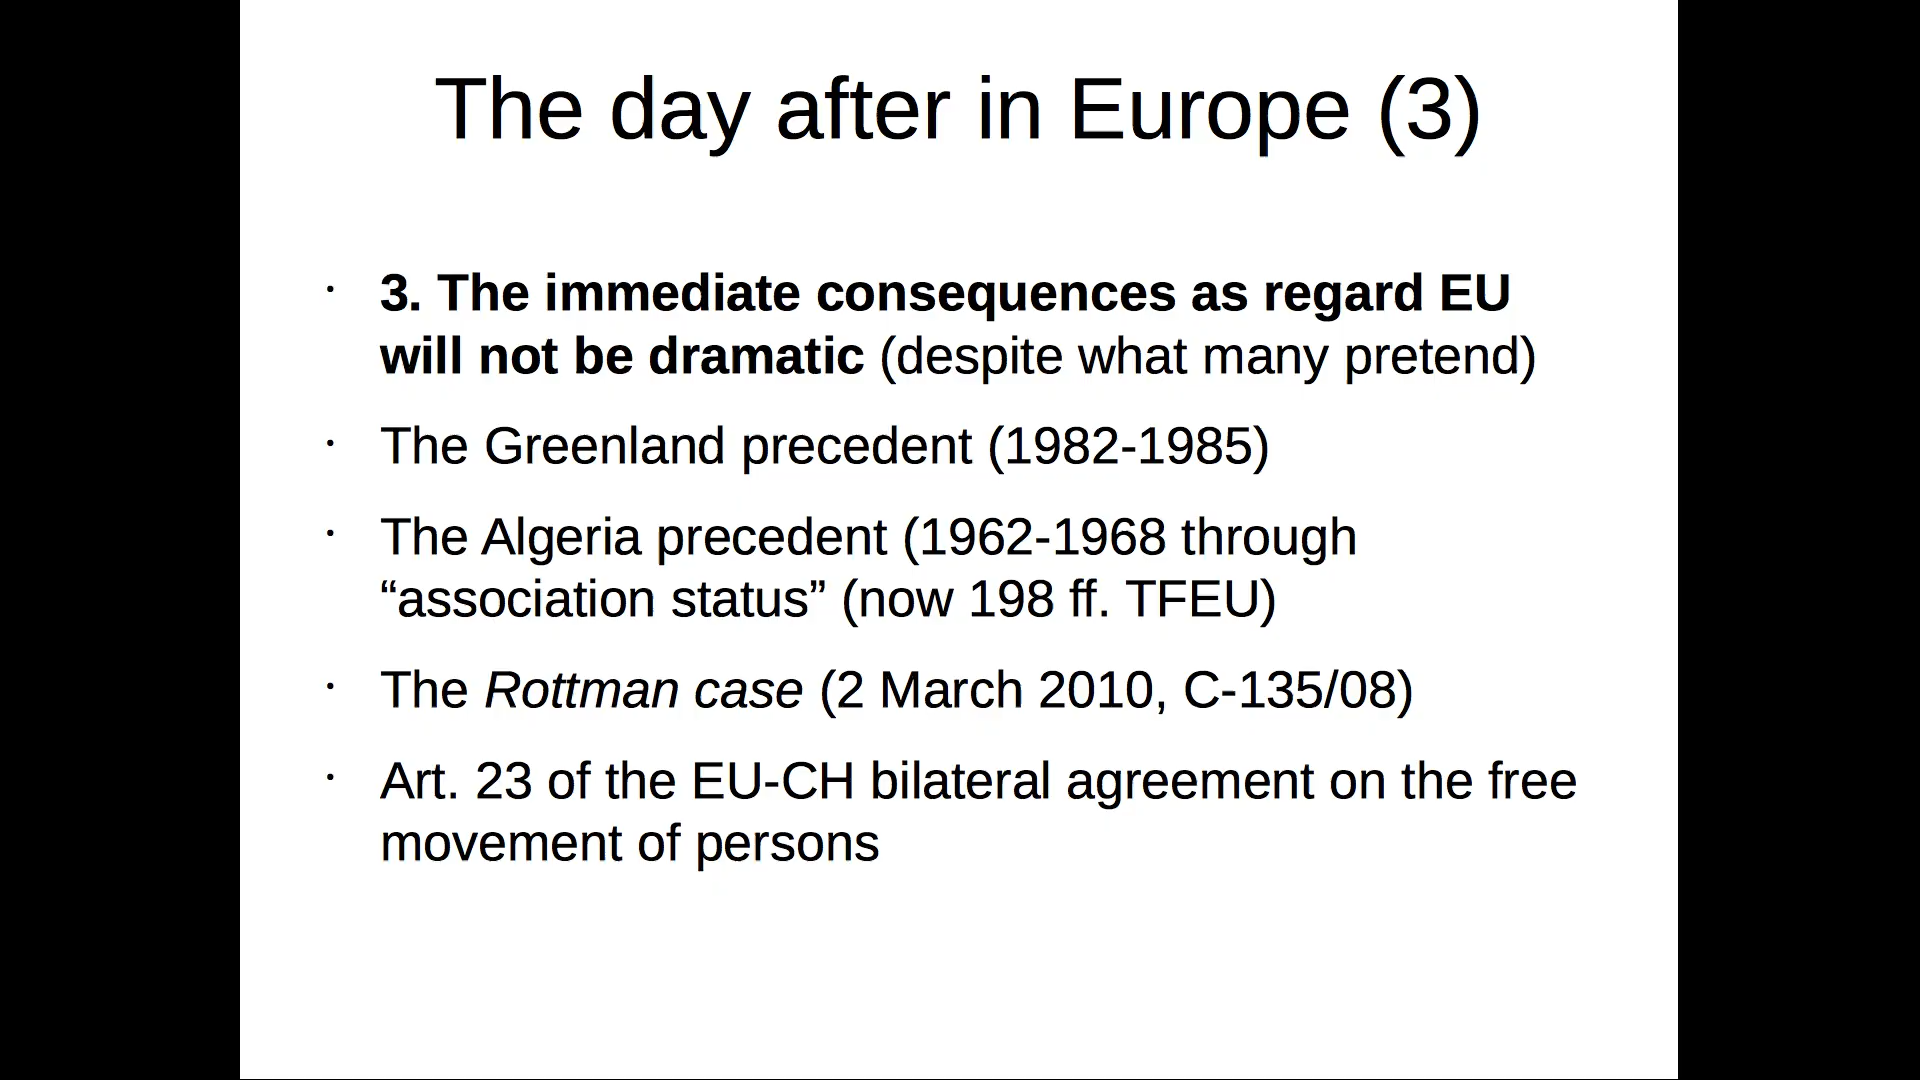 The day after in Europe (3)
· 3. The immediate consequences as regard EU
will not be dramatic (despite what many pretend)
· The Greenland precedent (1982-1985)
· The Algeria precedent (1962-1968 through
“association status” (now 198 ff. TFEU)
· The Rottman case (2 March 2010, C-135/08)
· Art. 23 of the EU-CH bilateral agreement on the free
movement of persons